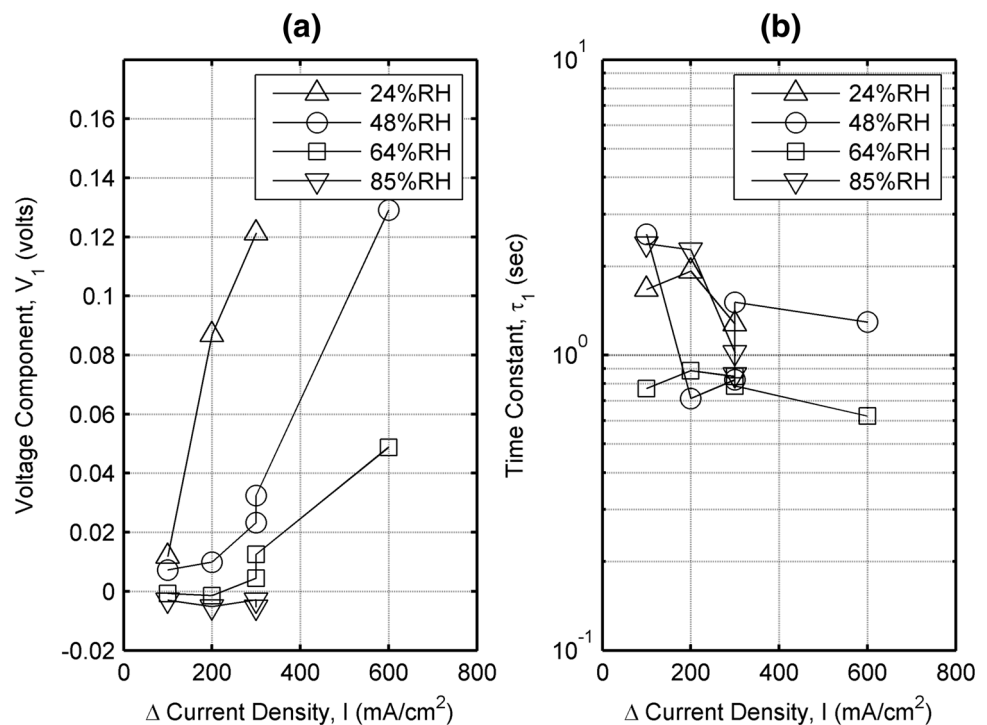 (a)
0.16
0.14
0.12
0.1
0.08
0.06
0.04
0.02
0
-0.02
0 200 400 600 800
Voltage Component, V₁ (volts)
Δ Current Density, I (mA/cm²)
24%RH
48%RH
64%RH
85%RH
(b)
10¹
10⁰
10⁻¹
0 200 400 600 800
Time Constant, τ₁ (sec)
Δ Current Density, I (mA/cm²)
24%RH
48%RH
64%RH
85%RH